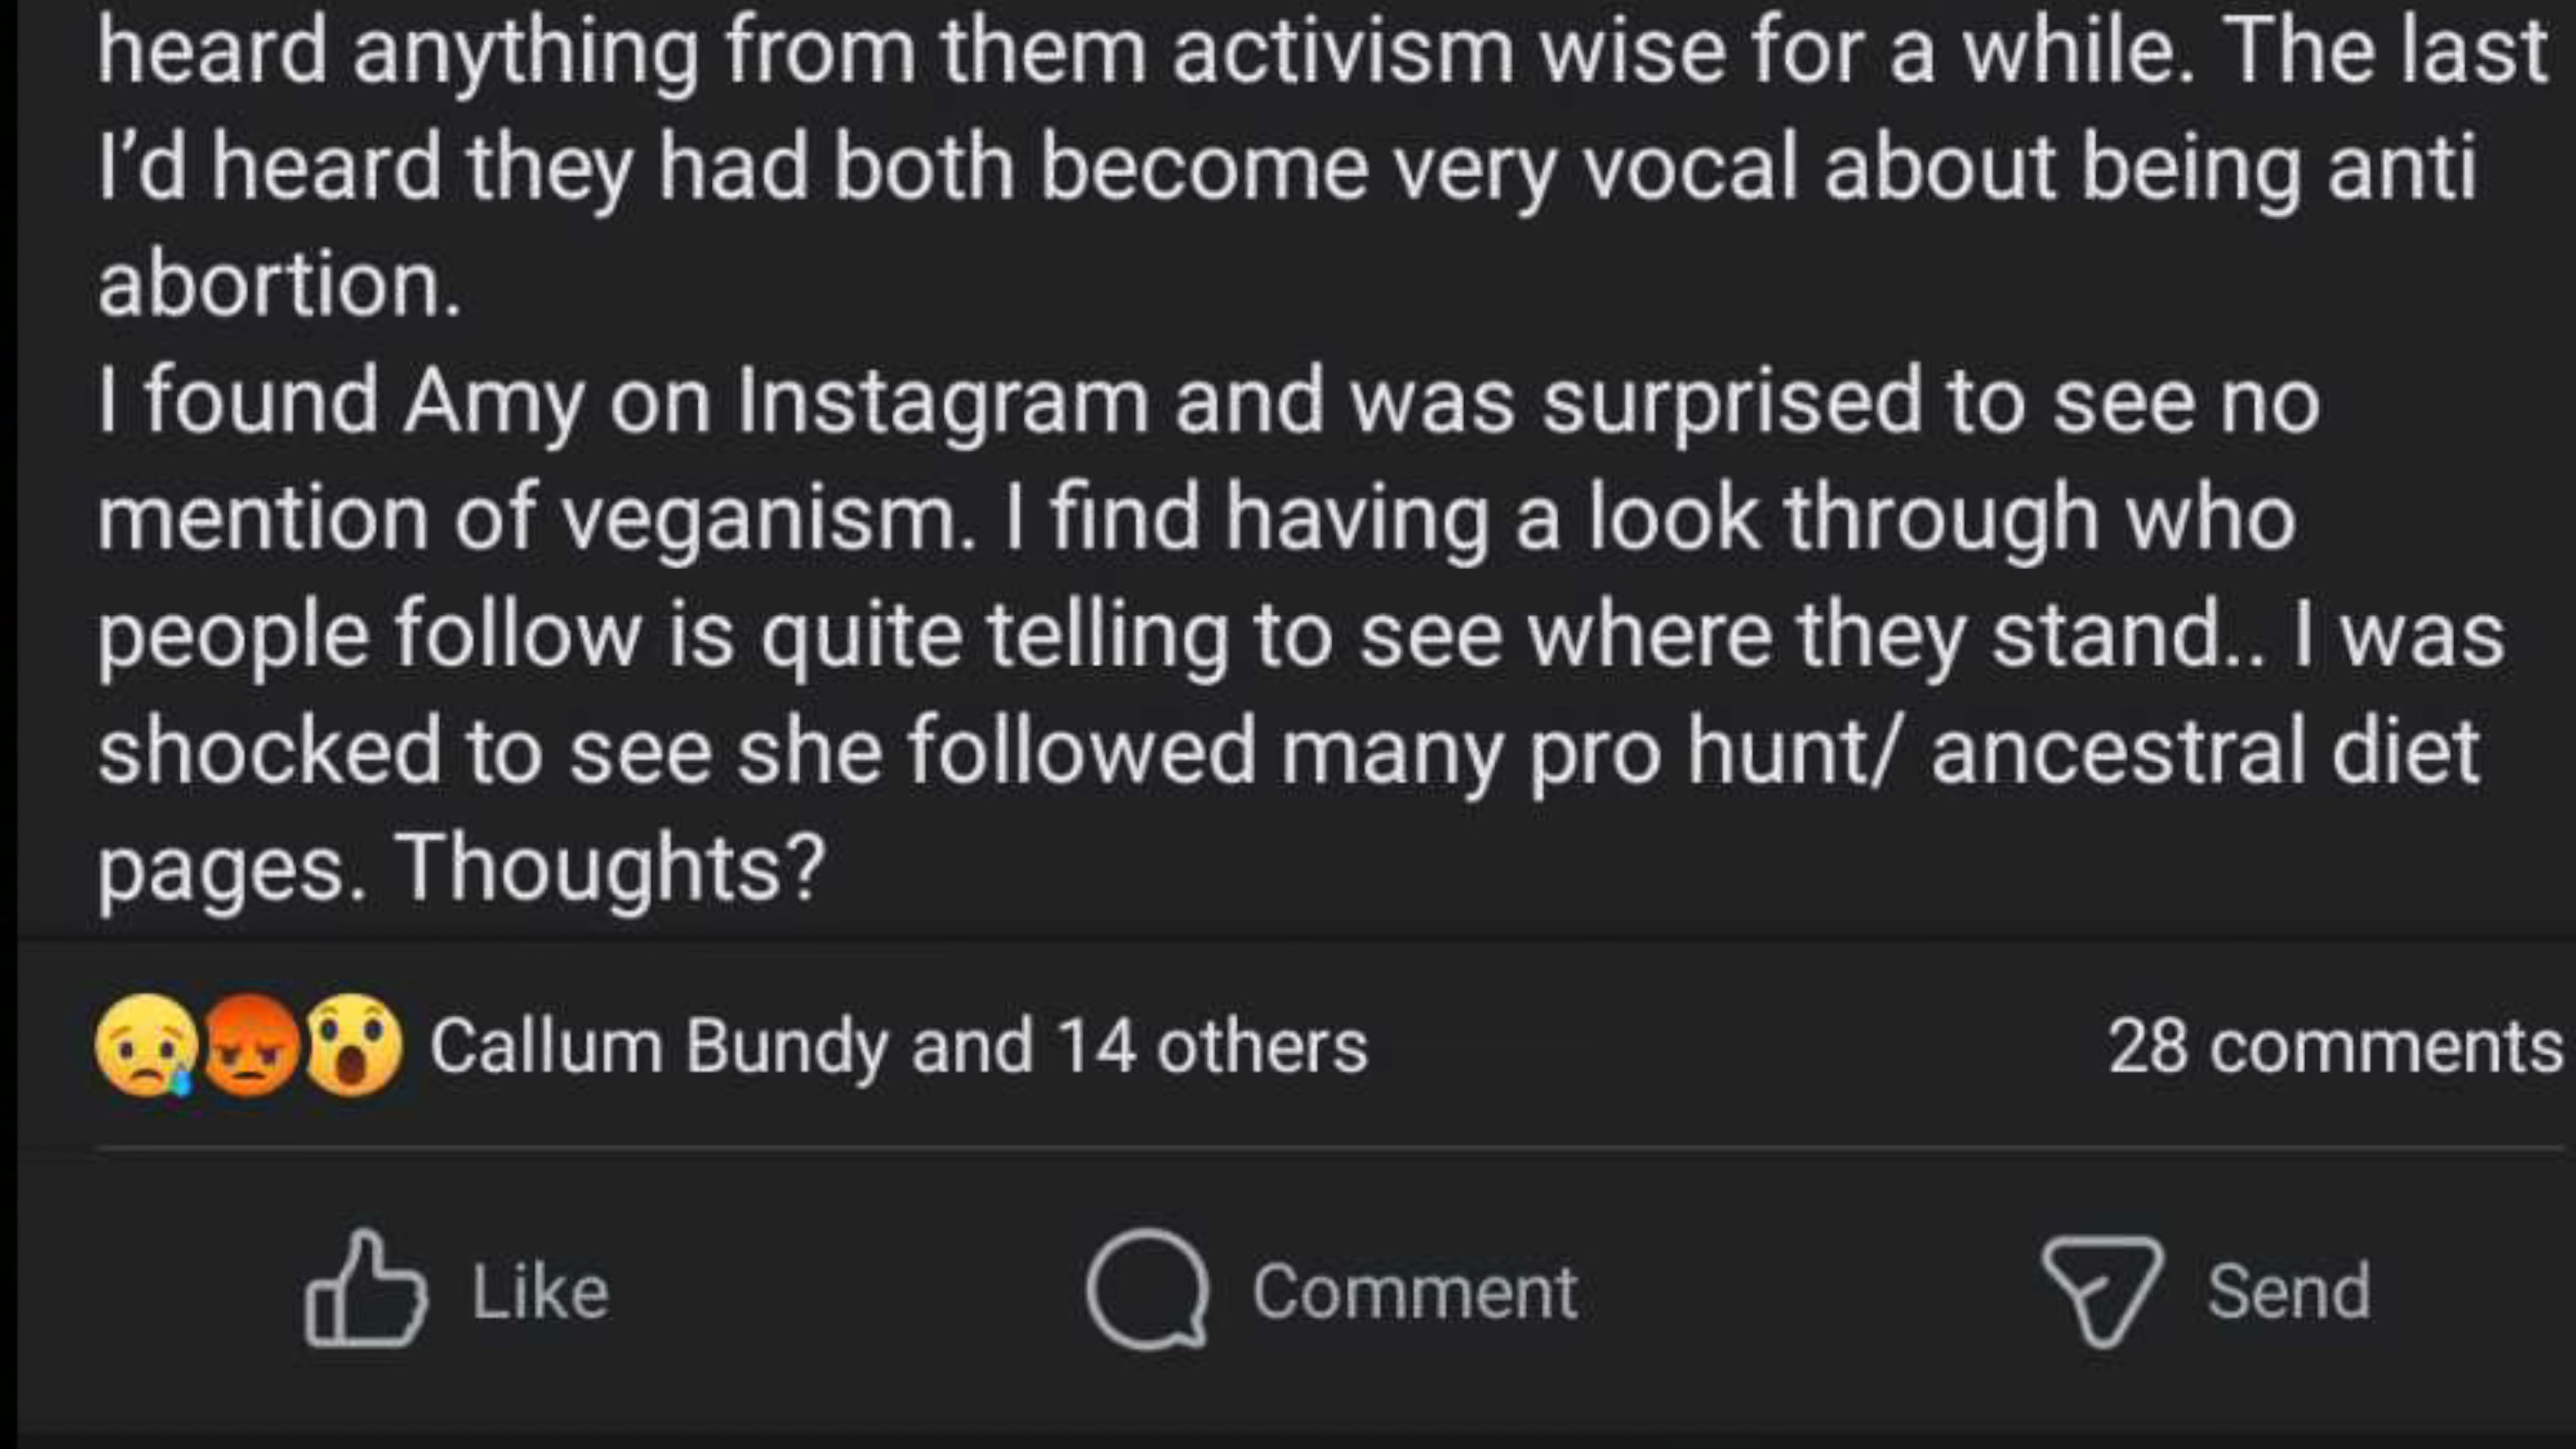 heard anything from them activism wise for a while. The last
I’d heard they had both become very vocal about being anti
abortion.
I found Amy on Instagram and was surprised to see no
mention of veganism. I find having a look through who
people follow is quite telling to see where they stand.. I was
shocked to see she followed many pro hunt/ ancestral diet
pages. Thoughts?
Callum Bundy and 14 others 28 comments
Like Comment Send